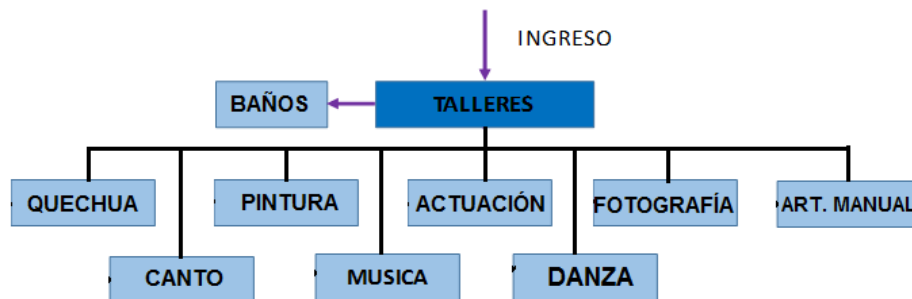 INGRESO
BAÑOS
TALLERES
QUECHUA
PINTURA
ACTUACIÓN
FOTOGRAFÍA
ART. MANUAL
CANTO
MUSICA
DANZA